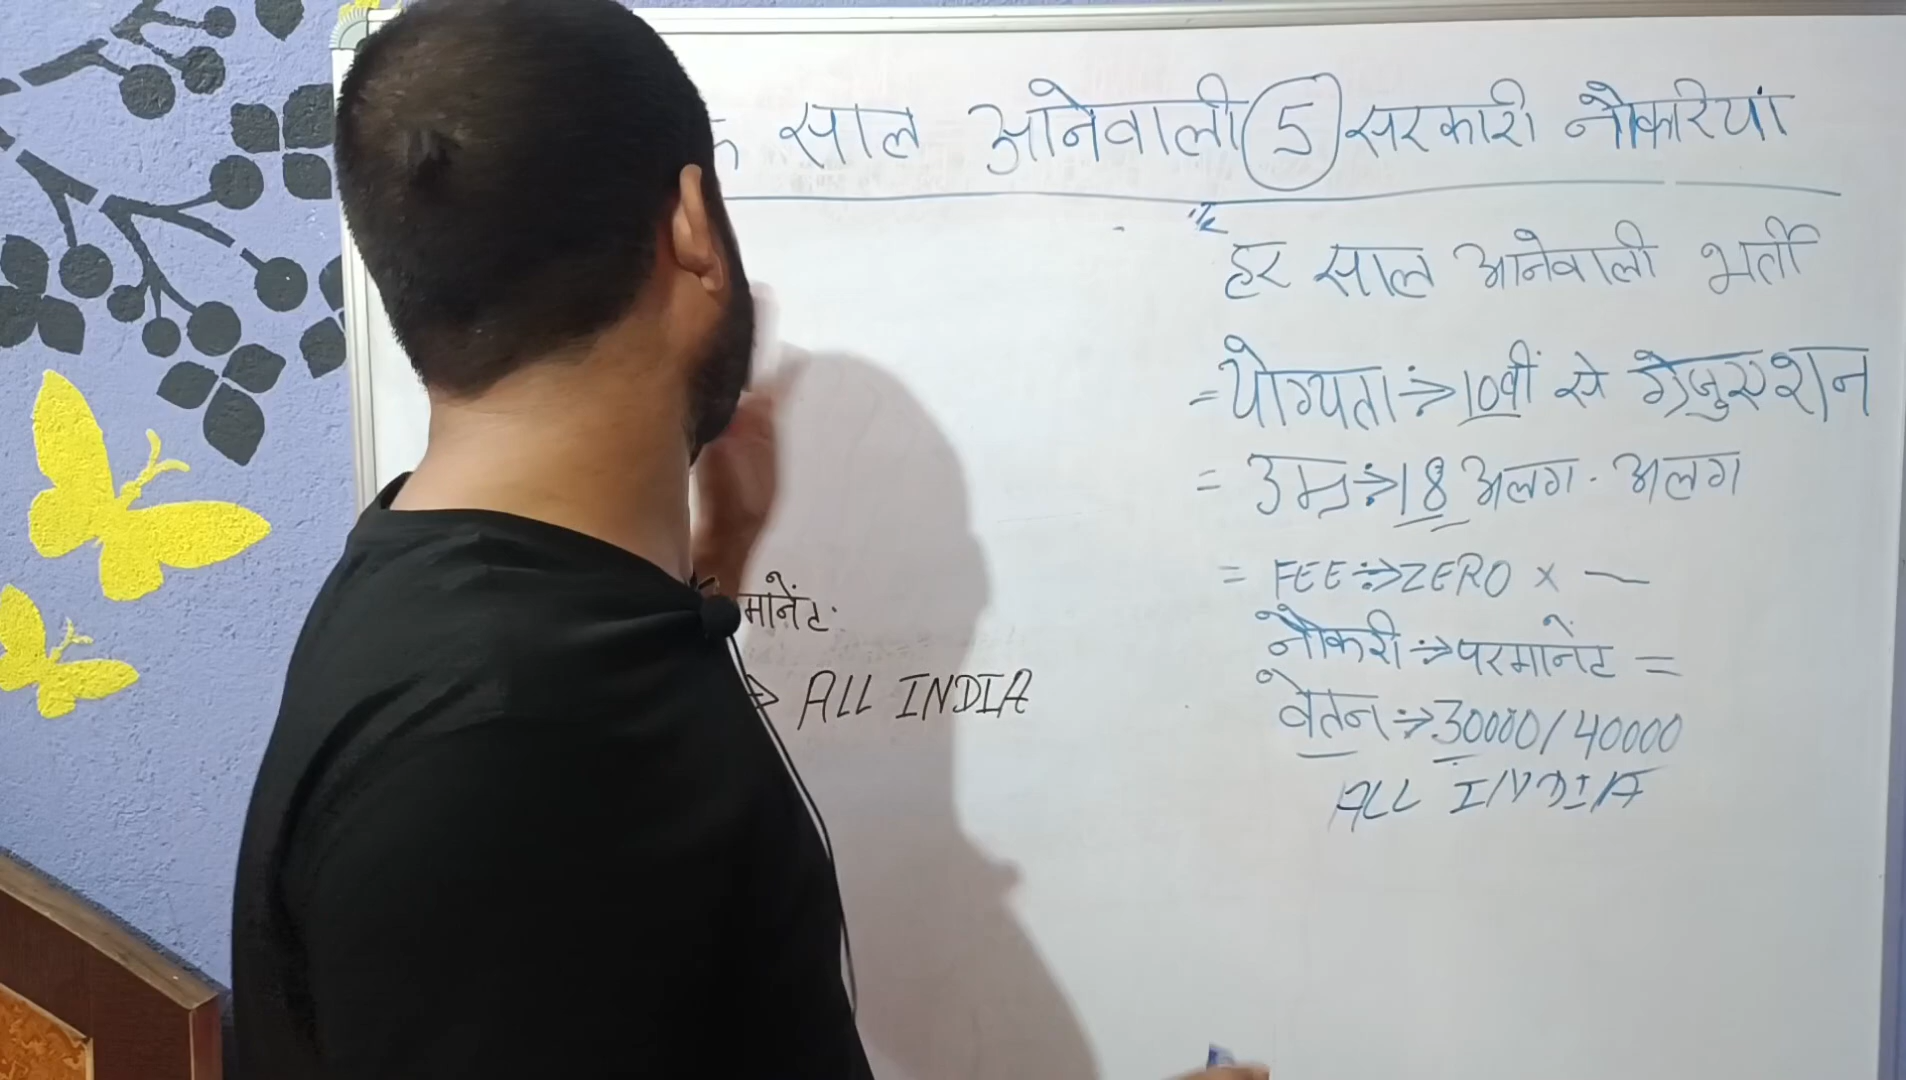 साल आनेवाली 5 सरकारी नौकरियां
हर साल आनेवाली भर्ती
= योग्यता ÷> 10वीं से ग्रेजुएशन
= उम्र ÷> 18 अलग. अलग
= FEE ÷> ZERO x —
नौकरी ÷> परमानेंट =
वेतन ÷> 30000/40000
ALL INDIA
मानेंट.
> ALL INDIA